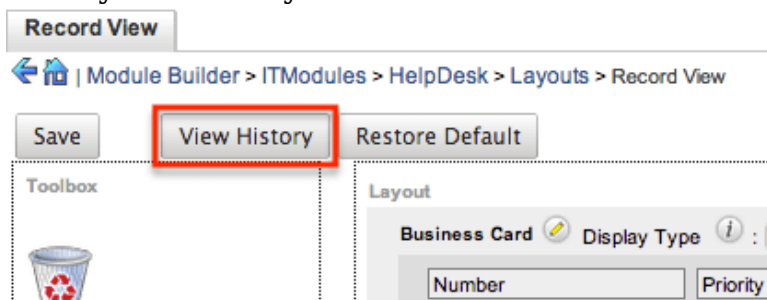 Record View
| Module Builder > ITModules > HelpDesk > Layouts > Record View
Save View History Restore Default
Toolbox
Layout
Business Card Display Type i :
Number Priority